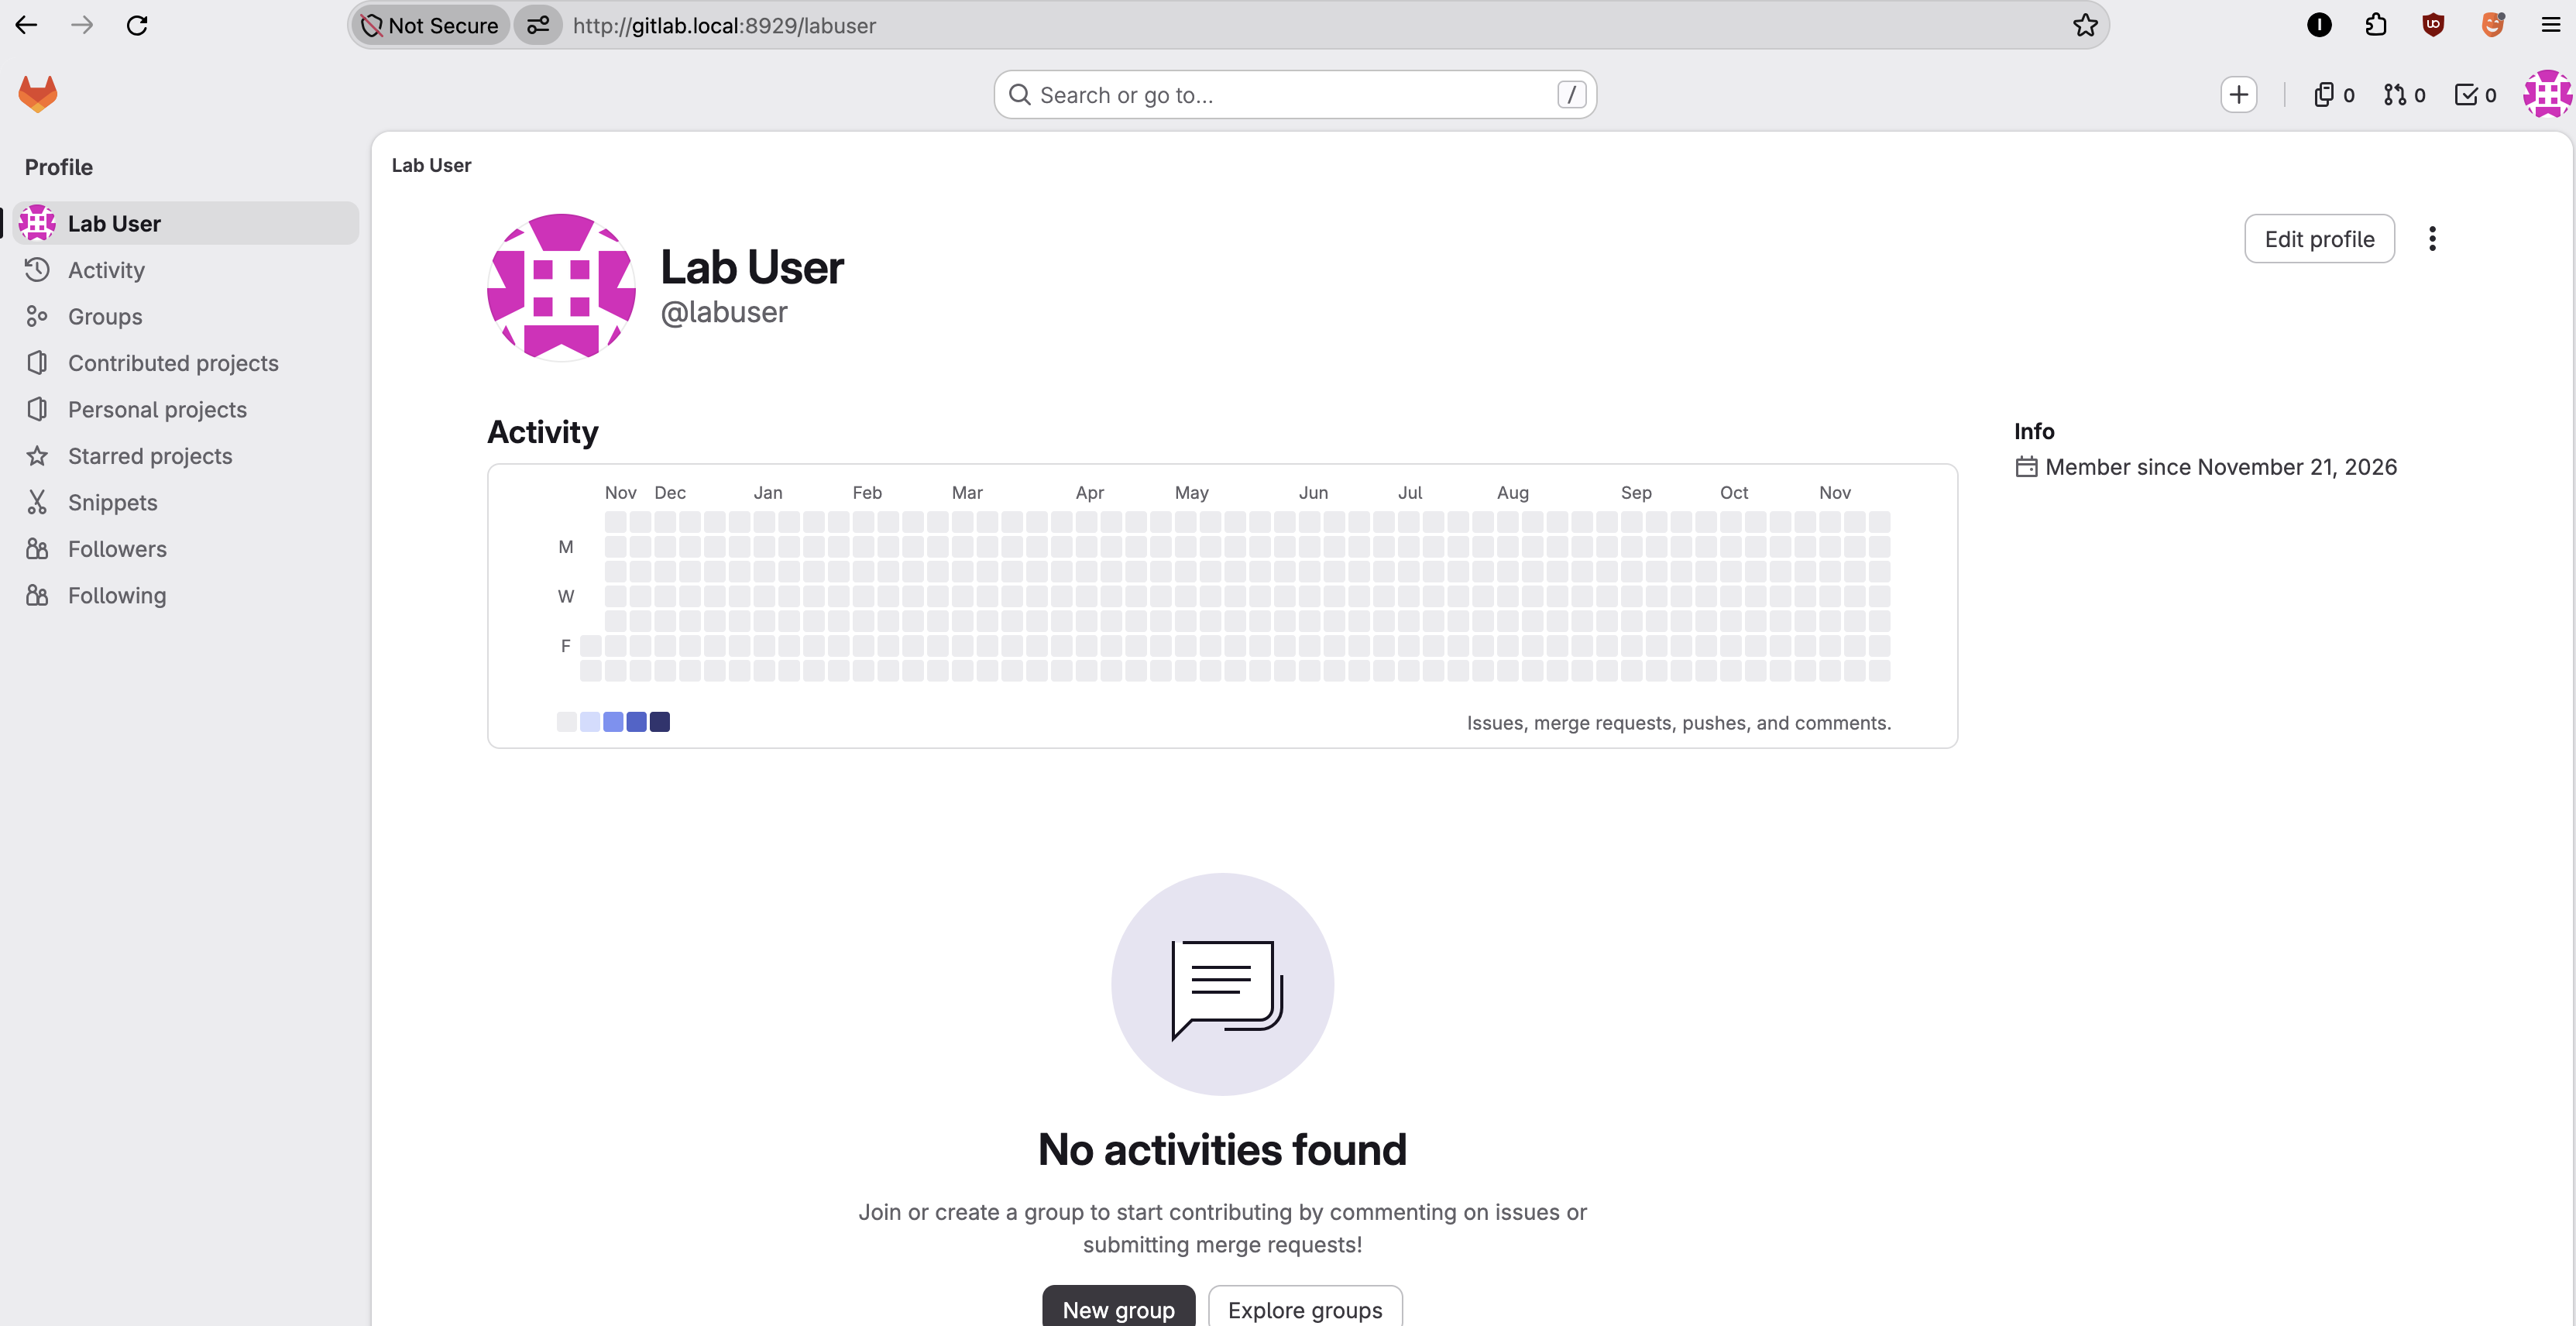 Not Secure
http://gitlab.local:8929/labuser
Search or go to...
/
0
0
0
Profile
Lab User
Activity
Groups
Contributed projects
Personal projects
Starred projects
Snippets
Followers
Following
Lab User
Lab User
@labuser
Edit profile
Activity
Nov Dec Jan Feb Mar Apr May Jun Jul Aug Sep Oct Nov
M
W
F
Issues, merge requests, pushes, and comments.
Info
Member since November 21, 2026
No activities found
Join or create a group to start contributing by commenting on issues or
submitting merge requests!
New group
Explore groups